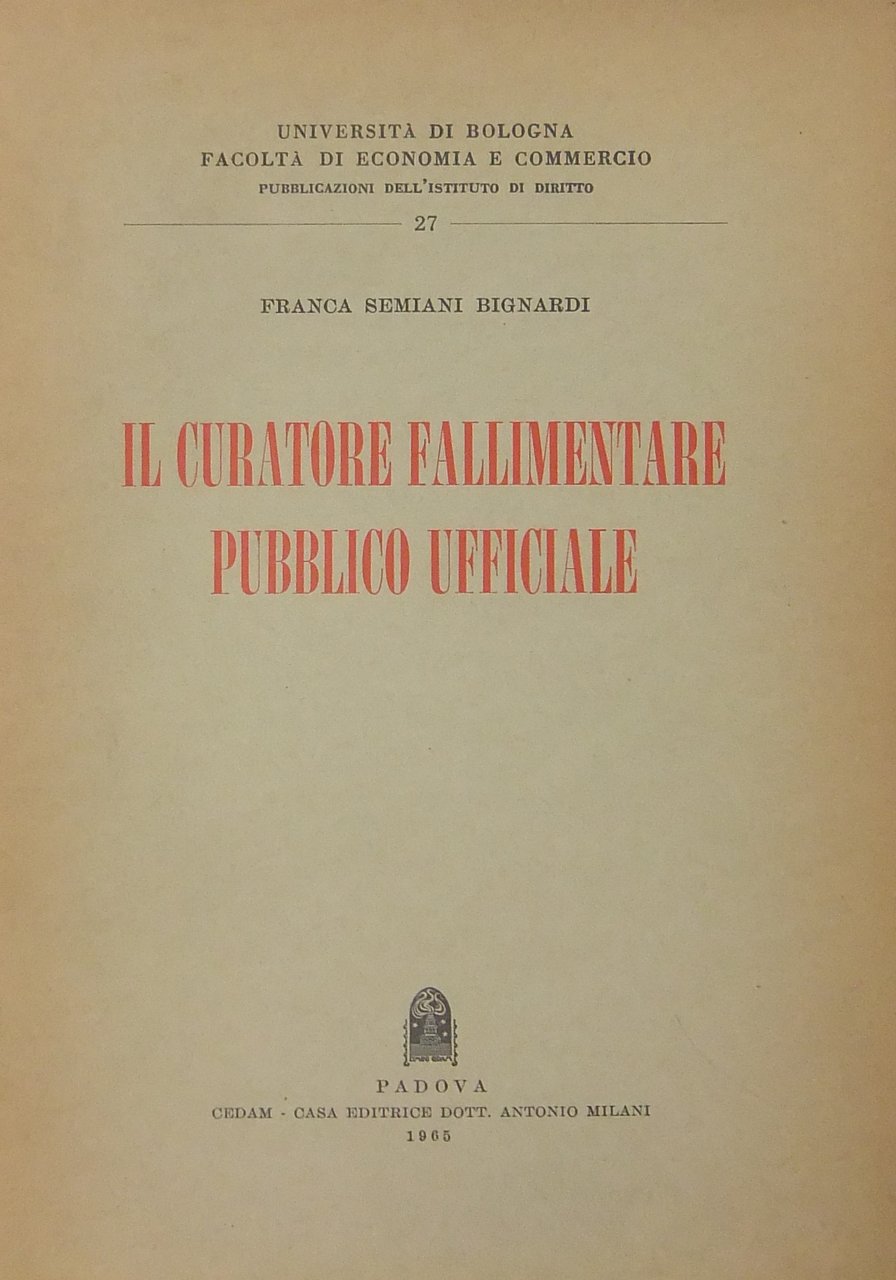 UNIVERSITÀ DI BOLOGNA
FACOLTÀ DI ECONOMIA E COMMERCIO
PUBBLICAZIONI DELL'ISTITUTO DI DIRITTO
27
FRANCA SEMIANI BIGNARDI
IL CURATORE FALLIMENTARE
PUBBLICO UFFICIALE
PADOVA
CEDAM - CASA EDITRICE DOTT. ANTONIO MILANI
1965